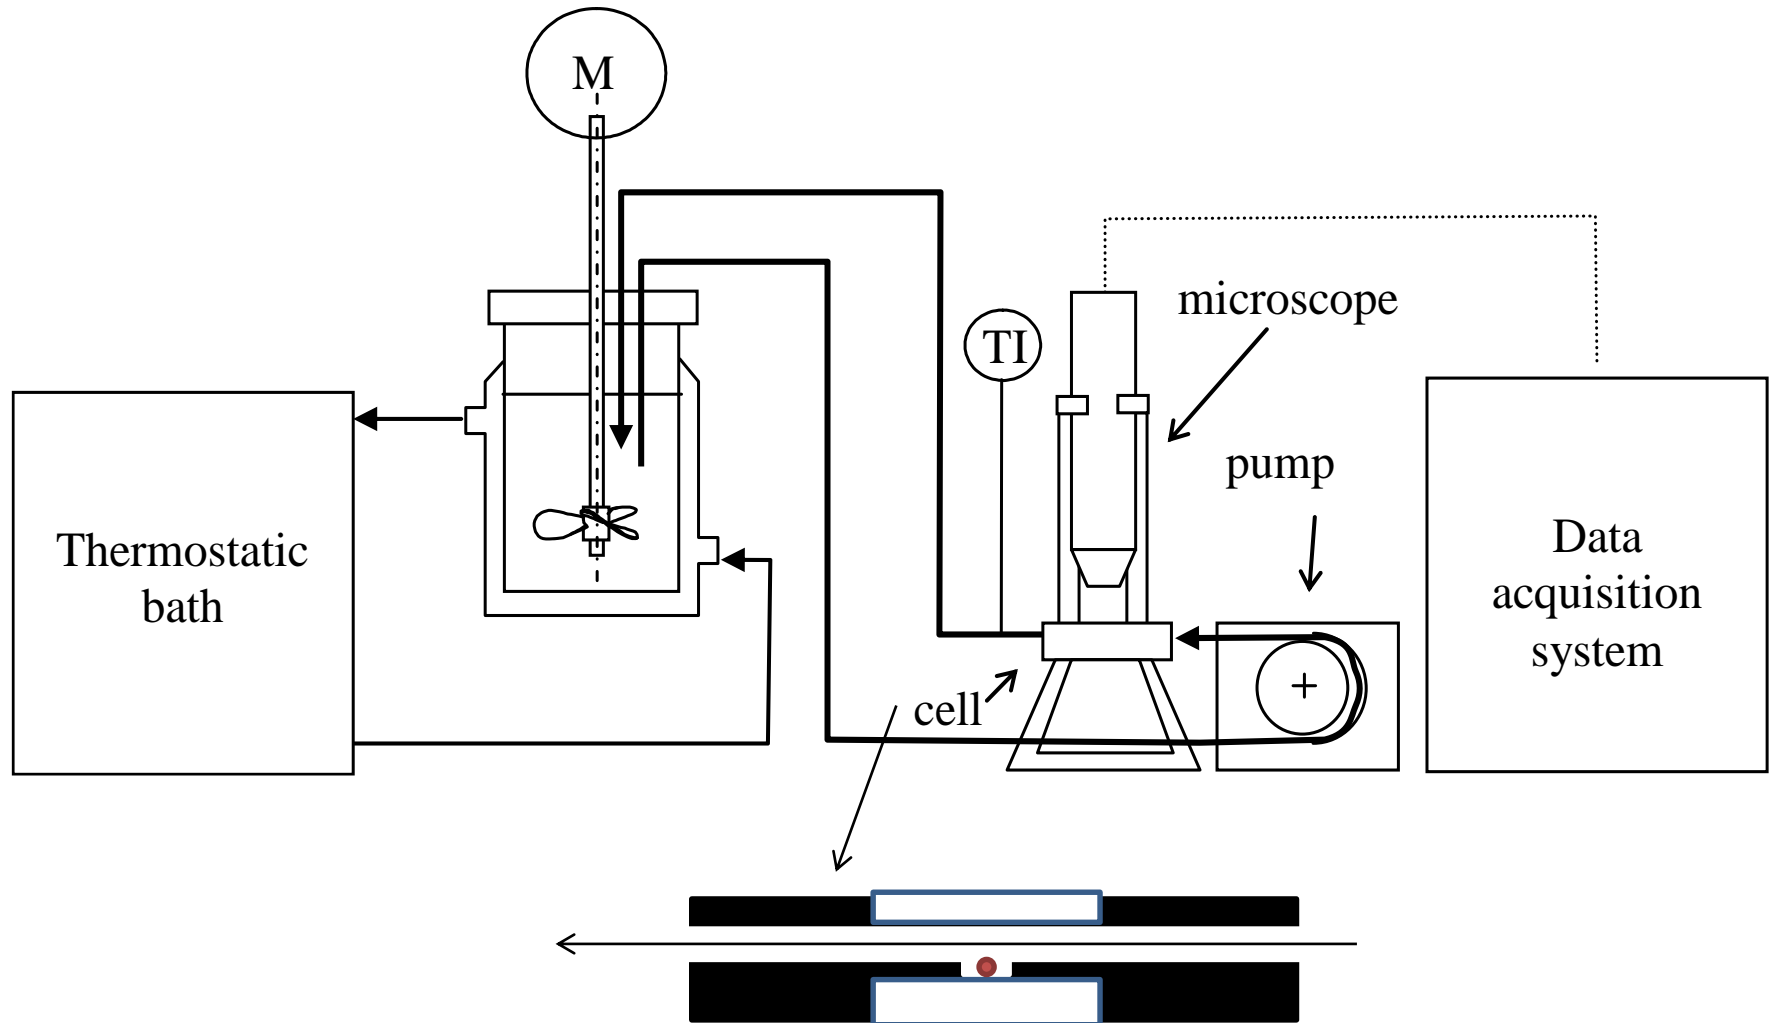 M
microscope
TI
pump
Thermostatic
bath
Data
acquisition
system
cell